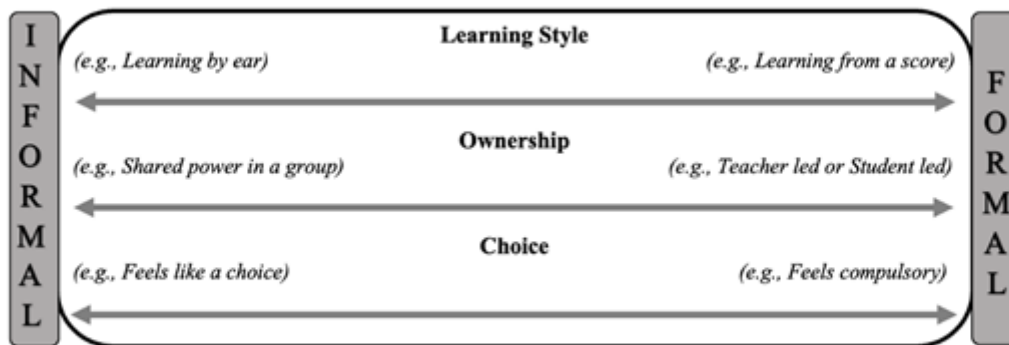 INFORMAL
Learning Style
(e.g., Learning by ear) (e.g., Learning from a score)
Ownership
(e.g., Shared power in a group) (e.g., Teacher led or Student led)
Choice
(e.g., Feels like a choice) (e.g., Feels compulsory)
FORMAL